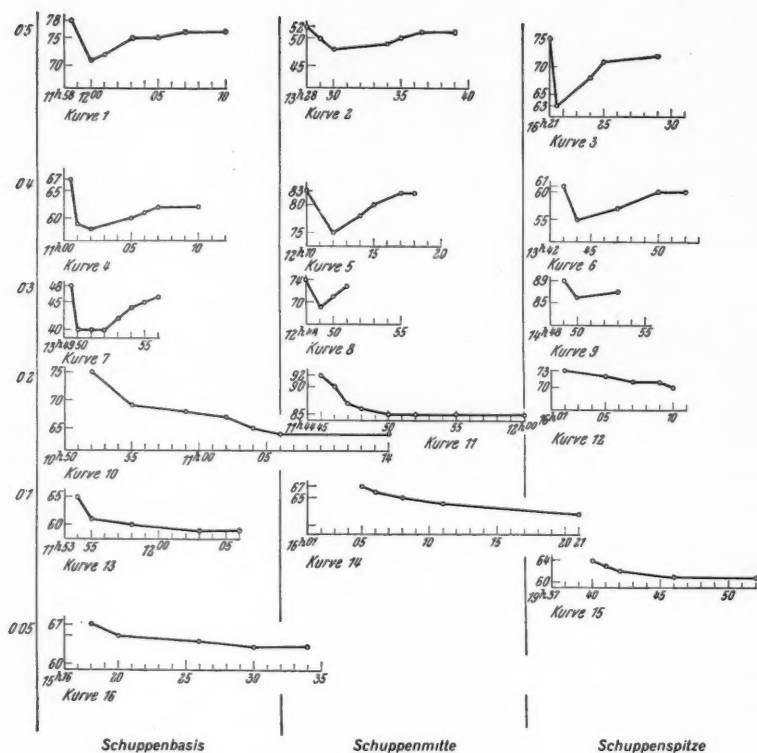 0'5
78
75
70
11ʰ58 12⁰⁰ 05 10
Kurve 1
52
50
45
13ʰ28 30 35 40
Kurve 2
75
70
65
63
16ʰ21 25 30
Kurve 3
0'4
67
65
60
11ʰ00 05 10
Kurve 4
83
80
75
12ʰ10 15 20
Kurve 5
61
60
55
13ʰ42 45 50
Kurve 6
0'3
48
45
40
13ʰ49 50 55
Kurve 7
74
70
12ʰ48 50 55
Kurve 8
89
85
14ʰ48 50 55
Kurve 9
0'2
75
70
65
10ʰ50 55 11ʰ00 05 14
Kurve 10
92
90
85
11ʰ44 45 50 55 12ʰ00
Kurve 11
73
70
16ʰ01 05 10
Kurve 12
0'1
65
60
11ʰ53 55 12⁰⁰ 05
Kurve 13
67
65
16ʰ01 05 10 15 20 21
Kurve 14
64
60
19ʰ37 40 45 50
Kurve 15
0'05
67
60
15ʰ16 20 25 30 35
Kurve 16
Schuppenbasis Schuppenmitte Schuppenspitze